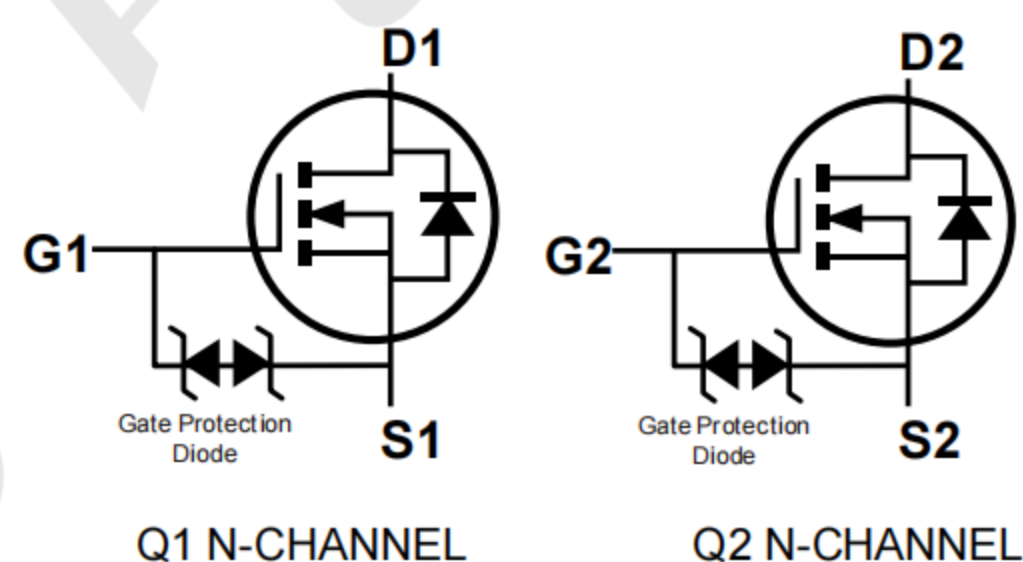 D1
D2
G1
G2
Gate Protection
Diode
S1
Gate Protection
Diode
S2
Q1 N-CHANNEL
Q2 N-CHANNEL